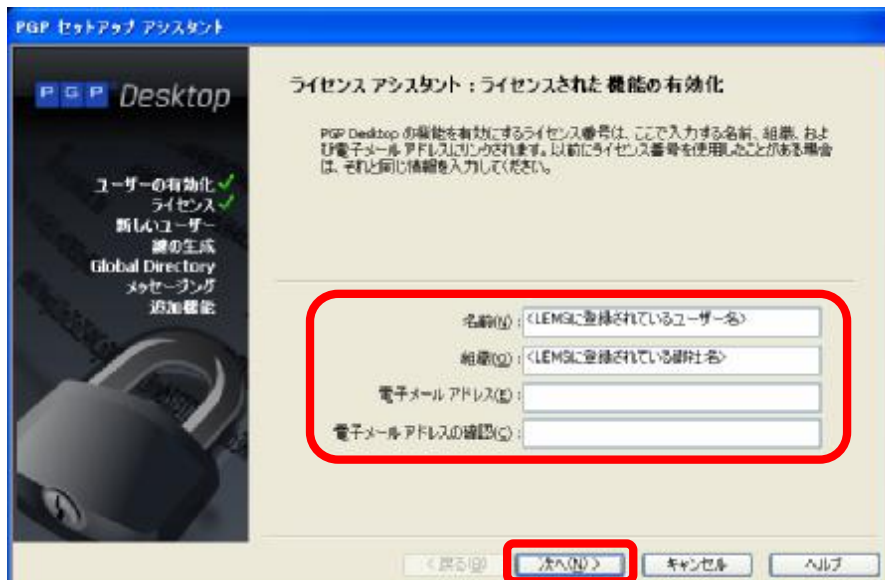 PGP セットアップ アシスタント
PGP Desktop
ユーザーの有効化
ライセンス
新しいユーザー
鍵の生成
Global Directory
メッセージング
追加機能
ライセンス アシスタント：ライセンスされた機能の有効化
PGP Desktop の機能を有効にするライセンス番号は、ここで入力する名前、組織、およ
び電子メール アドレスにリンクされます。以前にライセンス番号を使用したことがある場合
は、それと同じ情報を入力してください。
名前(N)：<LEMSに登録されているユーザー名>
組織(O)：<LEMSに登録されている御社名>
電子メール アドレス(E)：
電子メール アドレスの確認(C)：
< 戻る(B)
次へ(N) >
キャンセル
ヘルプ